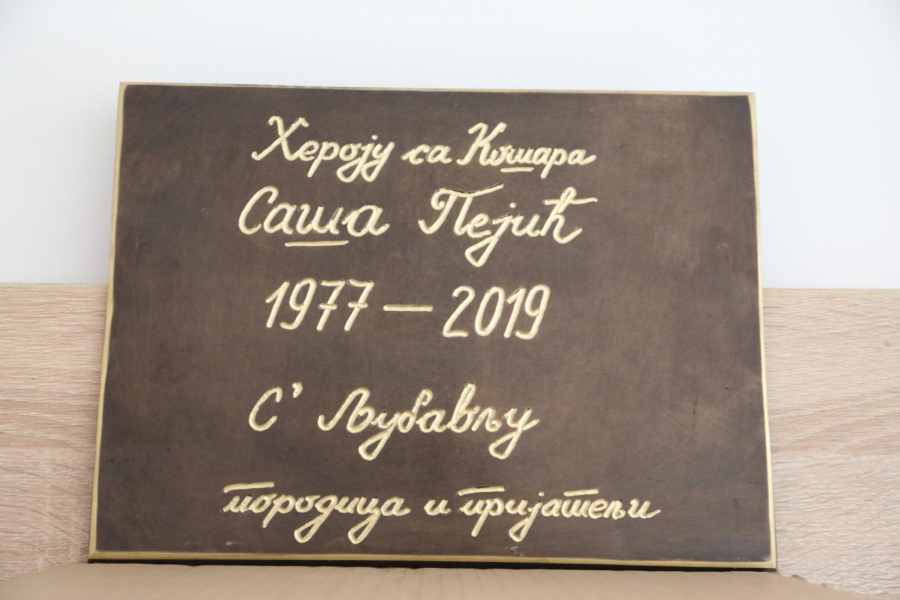 Хероју са Кошара
Саша Пејић
1977 — 2019
С' Љубављу
породица и пријатељи